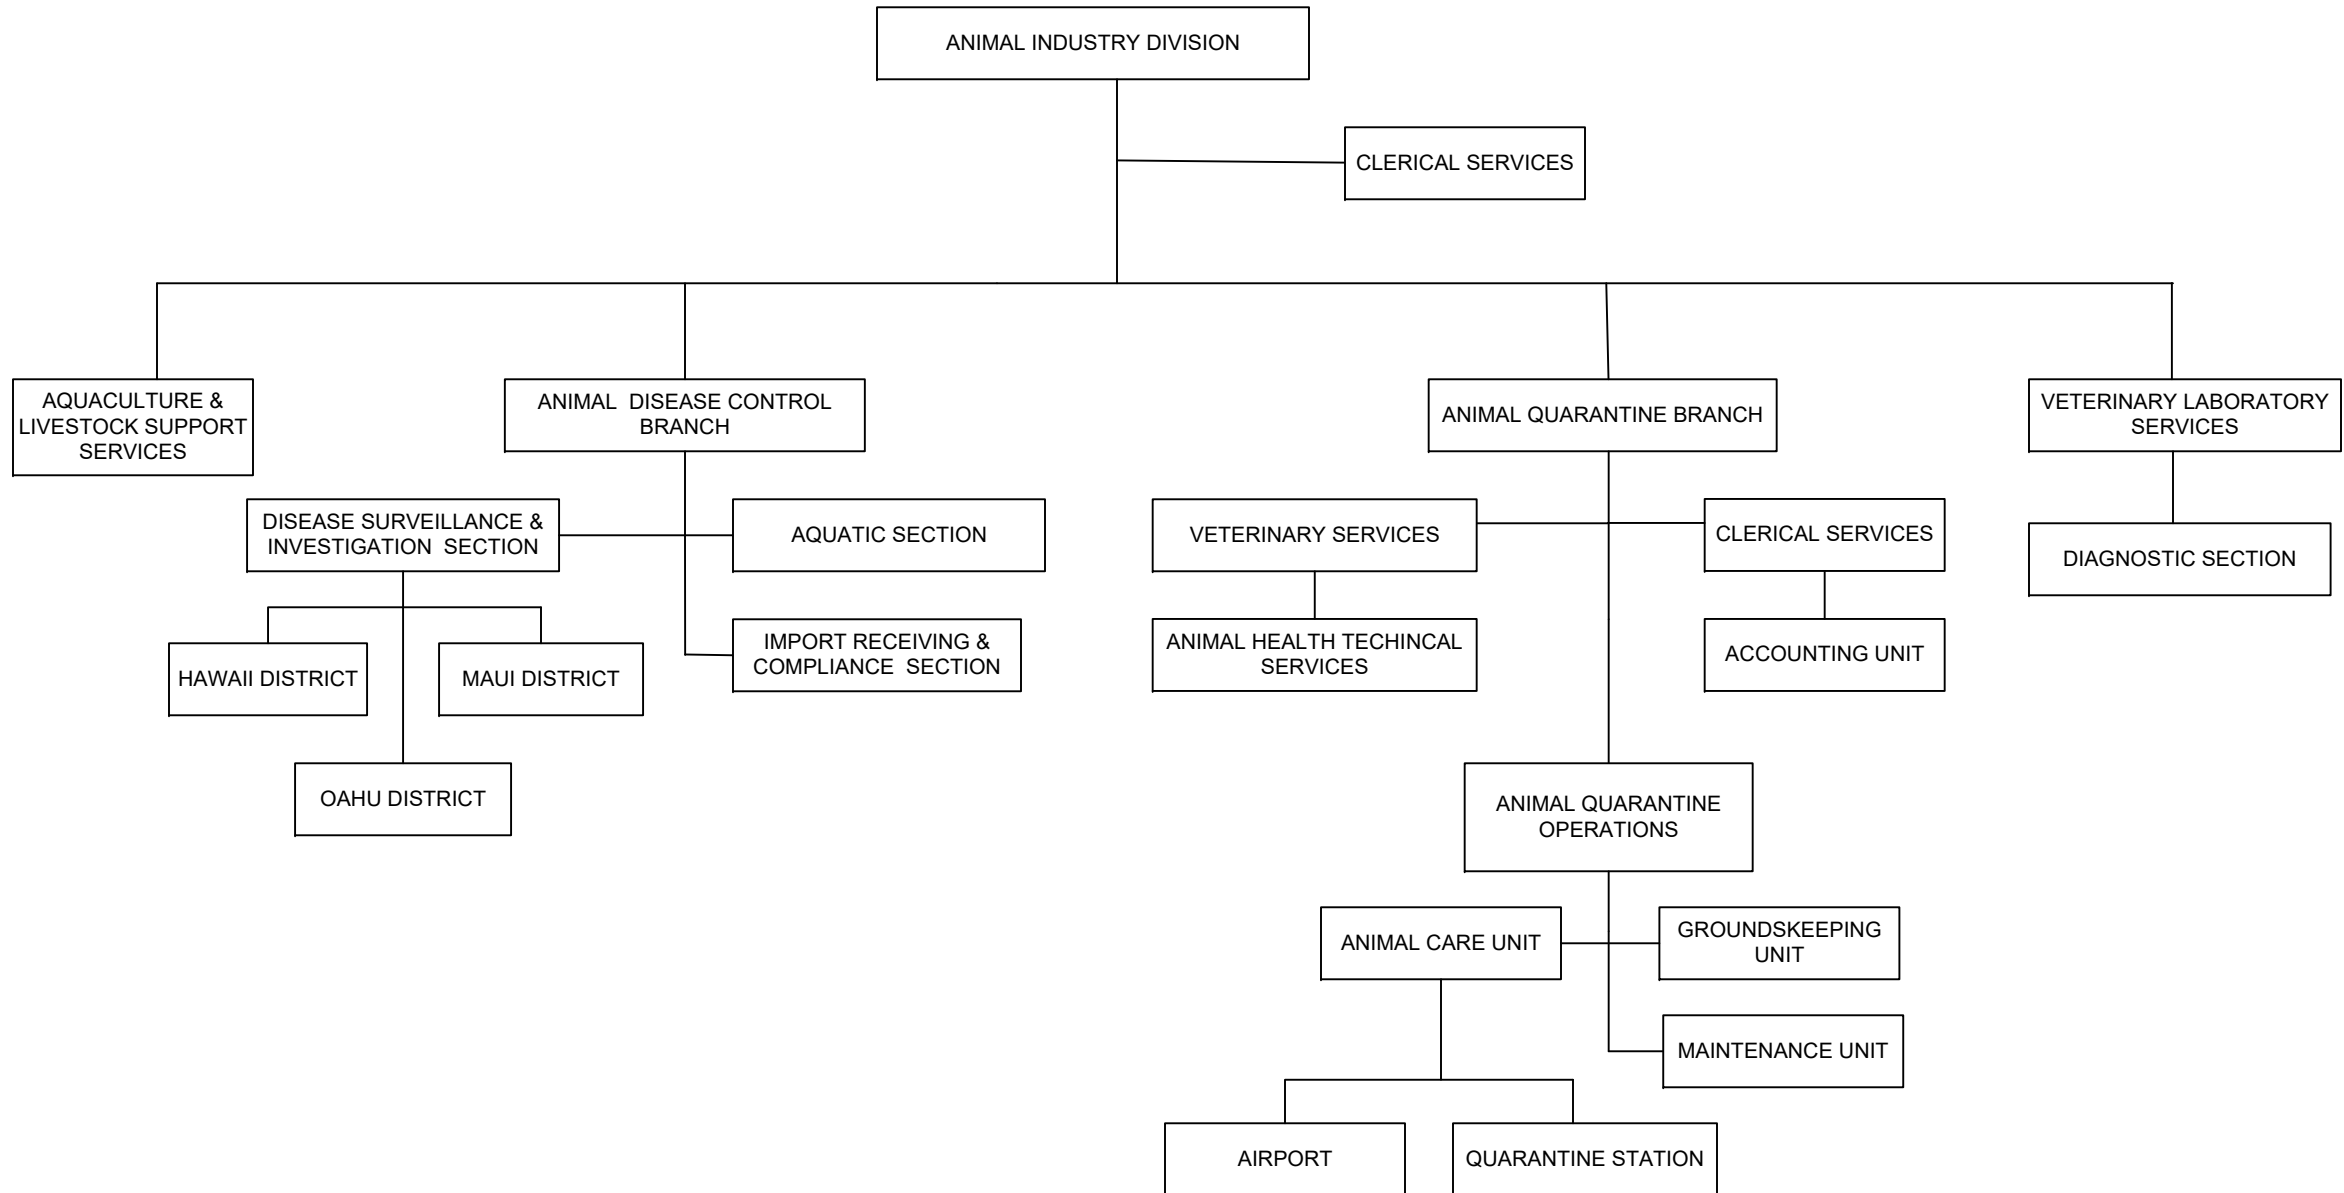 ANIMAL INDUSTRY DIVISION
CLERICAL SERVICES
AQUACULTURE &
LIVESTOCK SUPPORT
SERVICES
ANIMAL  DISEASE CONTROL
BRANCH
ANIMAL QUARANTINE BRANCH
VETERINARY LABORATORY
SERVICES
DISEASE SURVEILLANCE &
INVESTIGATION  SECTION
AQUATIC SECTION
VETERINARY SERVICES
CLERICAL SERVICES
DIAGNOSTIC SECTION
HAWAII DISTRICT
MAUI DISTRICT
IMPORT RECEIVING &
COMPLIANCE  SECTION
ANIMAL HEALTH TECHINCAL
SERVICES
ACCOUNTING UNIT
OAHU DISTRICT
ANIMAL QUARANTINE
OPERATIONS
ANIMAL CARE UNIT
GROUNDSKEEPING
UNIT
MAINTENANCE UNIT
AIRPORT
QUARANTINE STATION